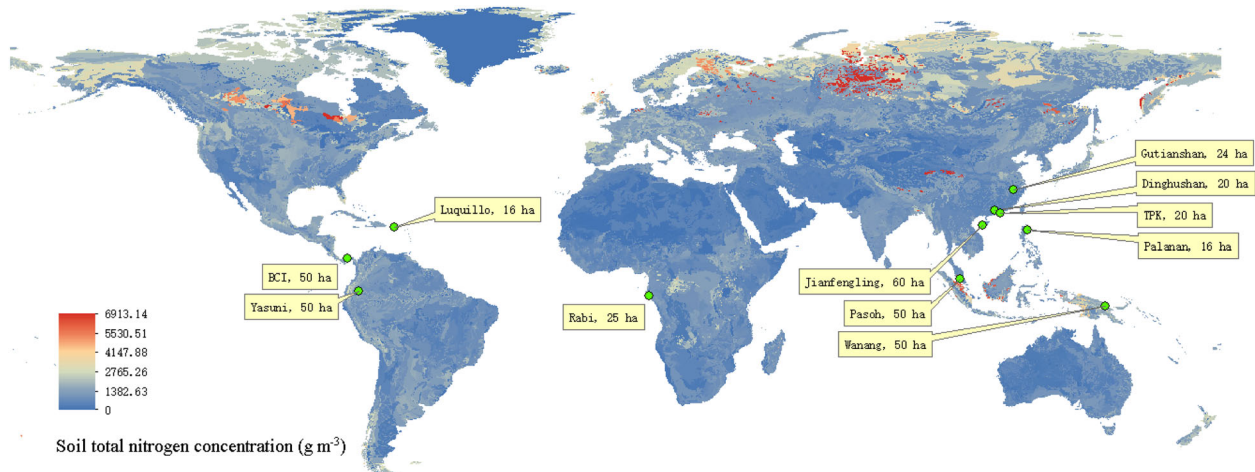 Gutianshan, 24 ha
Dinghushan, 20 ha
Luquillo, 16 ha
TPK, 20 ha
Palanan, 16 ha
BCI, 50 ha
Jianfengling, 60 ha
Yasuni, 50 ha
Rabi, 25 ha
Pasoh, 50 ha
Wanang, 50 ha
6913.14
5530.51
4147.88
2765.26
1382.63
0
Soil total nitrogen concentration (g m-3)